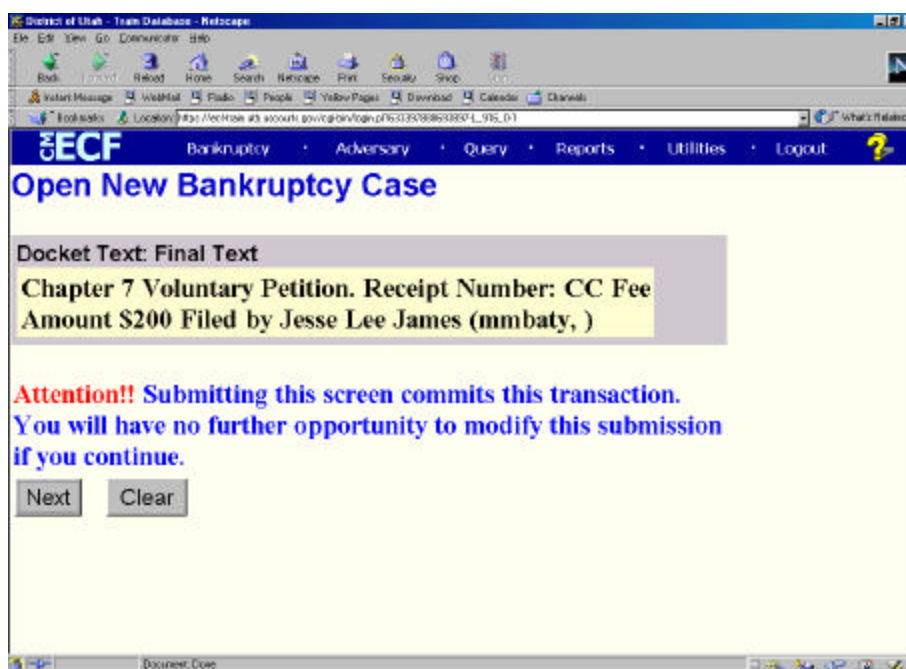 District of Utah - Train Database - Netscape
File Edit View Go Communicator Help
Back Forward Reload Home Search Netscape Print Security Shop
Instant Message WebMail Radio People Yellow Pages Download Calendar Channels
Bookmarks Location: What's Related
CM ECF Bankruptcy · Adversary · Query · Reports · Utilities · Logout ?
Open New Bankruptcy Case
Docket Text: Final Text
Chapter 7 Voluntary Petition. Receipt Number: CC Fee
Amount $200 Filed by Jesse Lee James (mmbaty, )
Attention!! Submitting this screen commits this transaction.
You will have no further opportunity to modify this submission
if you continue.
Next Clear
Document: Done